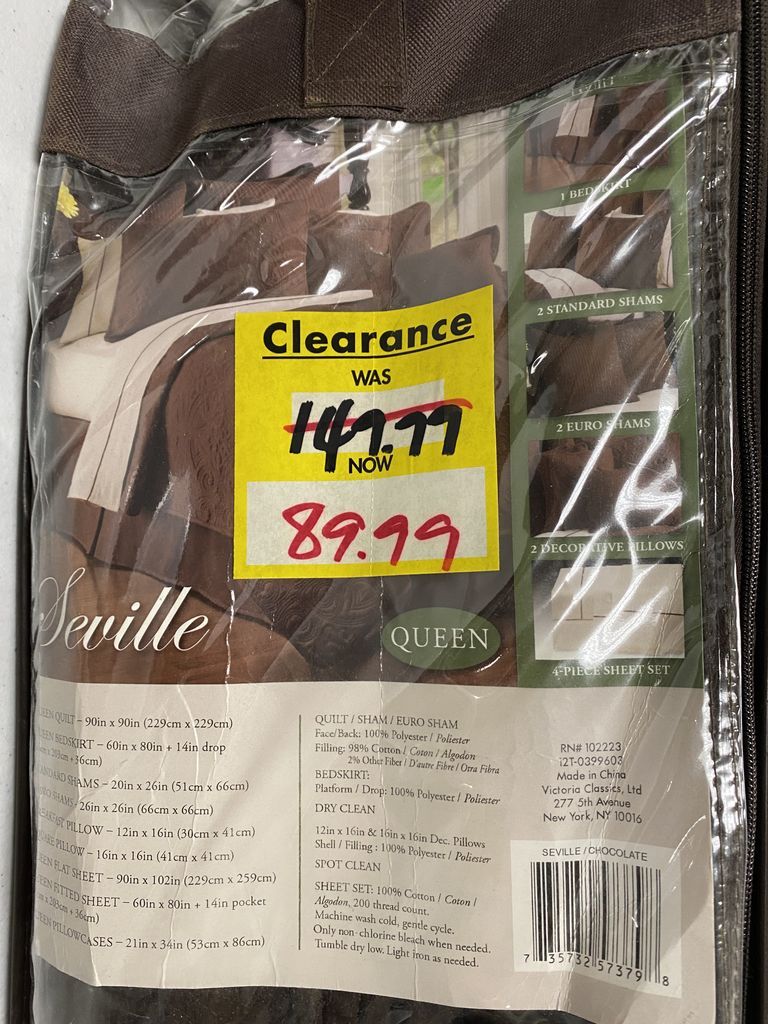 1 BEDSKIRT
2 STANDARD SHAMS
2 EURO SHAMS
2 DECORATIVE PILLOWS
4-PIECE SHEET SET
Clearance
WAS
149.99
NOW
89.99
Seville
QUEEN
QUILT – 90in x 90in (229cm x 229cm)
BEDSKIRT – 60in x 80in + 14in drop
36cm)
SHAMS – 20in x 26in (51cm x 66cm)
SHAMS – 26in x 26in (66cm x 66cm)
PILLOW – 12in x 16in (30cm x 41cm)
PILLOW – 16in x 16in (41cm x 41cm)
FLAT SHEET – 90in x 102in (229cm x 259cm)
FITTED SHEET – 60in x 80in + 14in pocket
x 203cm + 36cm)
PILLOWCASES – 21in x 34in (53cm x 86cm)
QUILT / SHAM / EURO SHAM
Face/Back: 100% Polyester / Poliester
Filling: 98% Cotton / Coton / Algodon
2% Other Fiber / D'autre Fibre / Otra Fibra
BEDSKIRT:
Platform / Drop: 100% Polyester / Poliester
DRY CLEAN
12in x 16in & 16in x 16in Dec. Pillows
Shell / Filling : 100% Polyester / Poliester
SPOT CLEAN
SHEET SET: 100% Cotton / Coton /
Algodon, 200 thread count.
Machine wash cold, gentle cycle.
Only non-chlorine bleach when needed.
Tumble dry low. Light iron as needed.
RN# 102223
i2T-0399603
Made in China
Victoria Classics, Ltd
277 5th Avenue
New York, NY 10016
SEVILLE / CHOCOLATE
7 35732 57379 8